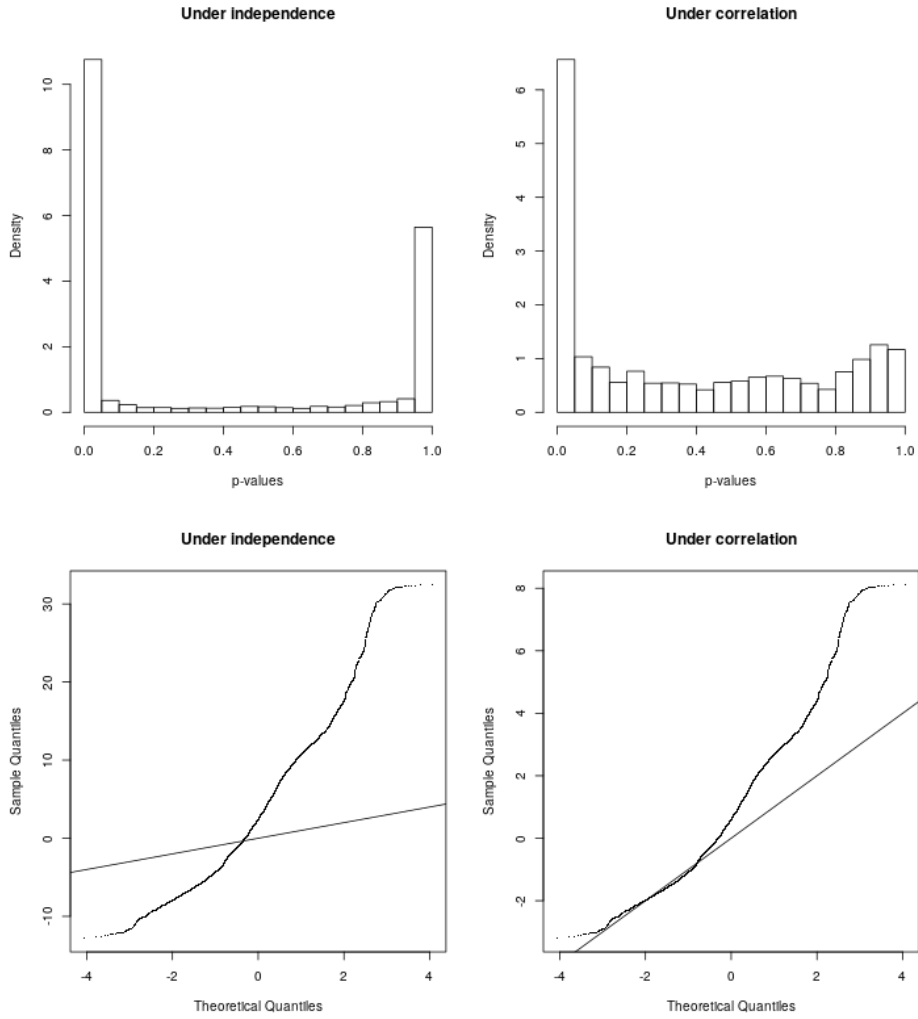 Under independence
Under correlation
Density
10
8
6
4
2
0
0.0 0.2 0.4 0.6 0.8 1.0
p-values
Density
6
5
4
3
2
1
0
0.0 0.2 0.4 0.6 0.8 1.0
p-values
Under independence
Under correlation
Sample Quantiles
30
20
10
0
-10
-4 -2 0 2 4
Theoretical Quantiles
Sample Quantiles
8
6
4
2
0
-2
-4 -2 0 2 4
Theoretical Quantiles